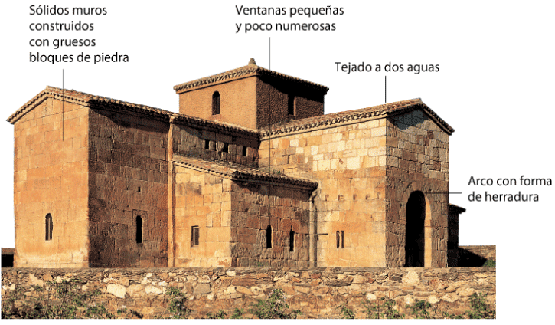 Sólidos muros
construidos
con gruesos
bloques de piedra
Ventanas pequeñas
y poco numerosas
Tejado a dos aguas
Arco con forma
de herradura